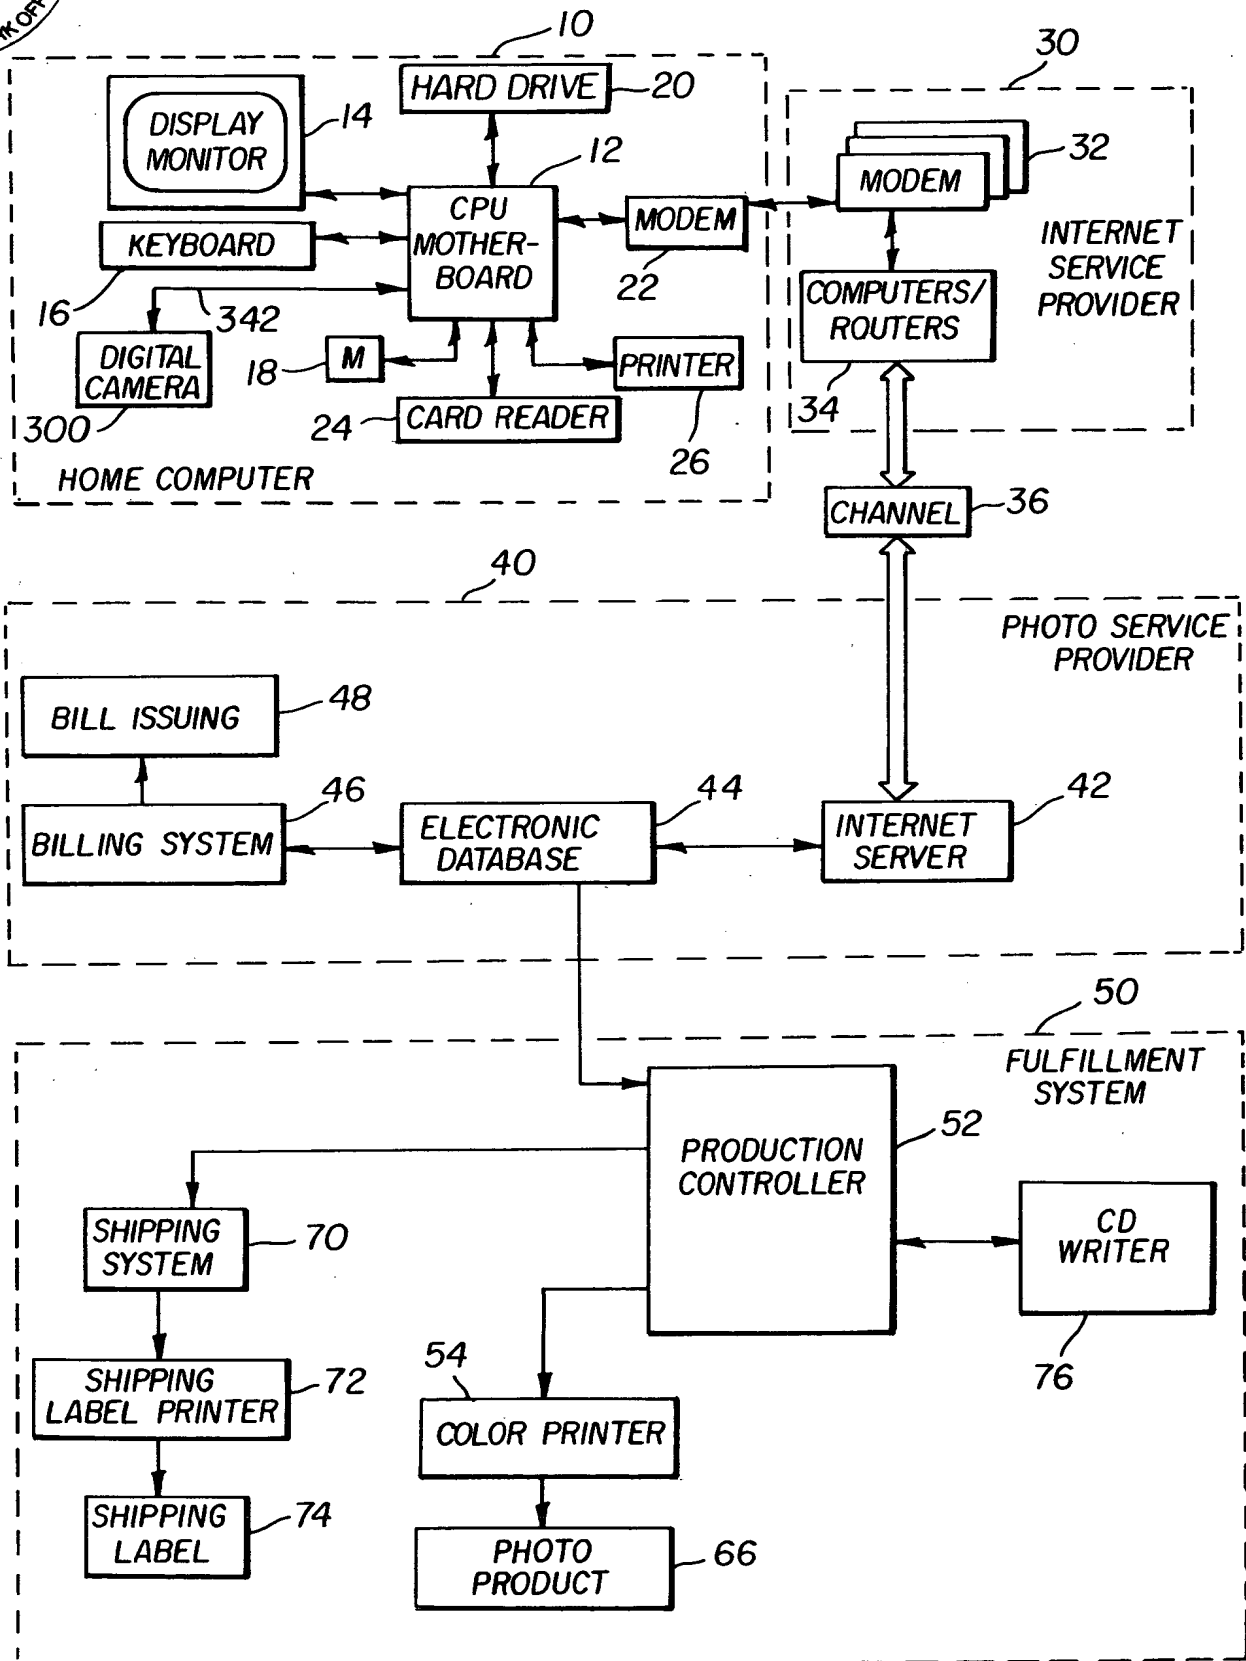 10
HARD DRIVE
20
DISPLAY
MONITOR
14
12
CPU
MOTHER-
BOARD
KEYBOARD
16
342
DIGITAL
CAMERA
300
M
18
CARD READER
24
PRINTER
26
MODEM
22
HOME COMPUTER
30
MODEM
32
COMPUTERS/
ROUTERS
34
INTERNET
SERVICE
PROVIDER
CHANNEL
36
40
PHOTO SERVICE
PROVIDER
BILL ISSUING
48
BILLING SYSTEM
46
ELECTRONIC
DATABASE
44
INTERNET
SERVER
42
50
FULFILLMENT
SYSTEM
PRODUCTION
CONTROLLER
52
SHIPPING
SYSTEM
70
CD
WRITER
76
SHIPPING
LABEL PRINTER
72
54
COLOR PRINTER
SHIPPING
LABEL
74
PHOTO
PRODUCT
66